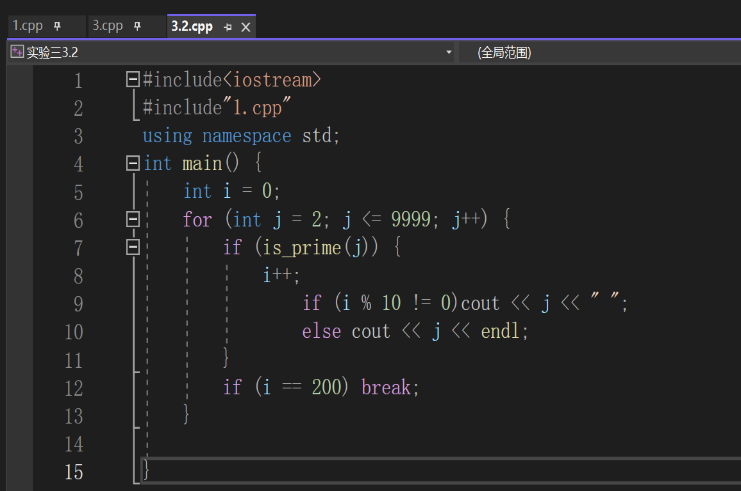 1.cpp 3.cpp 3.2.cpp
实验三3.2 (全局范围)
1 #include<iostream>
2 #include"1.cpp"
3 using namespace std;
4 int main() {
5 int i = 0;
6 for (int j = 2; j <= 9999; j++) {
7 if (is_prime(j)) {
8 i++;
9 if (i % 10 != 0)cout << j << " ";
10 else cout << j << endl;
11 }
12 if (i == 200) break;
13 }
14
15 }